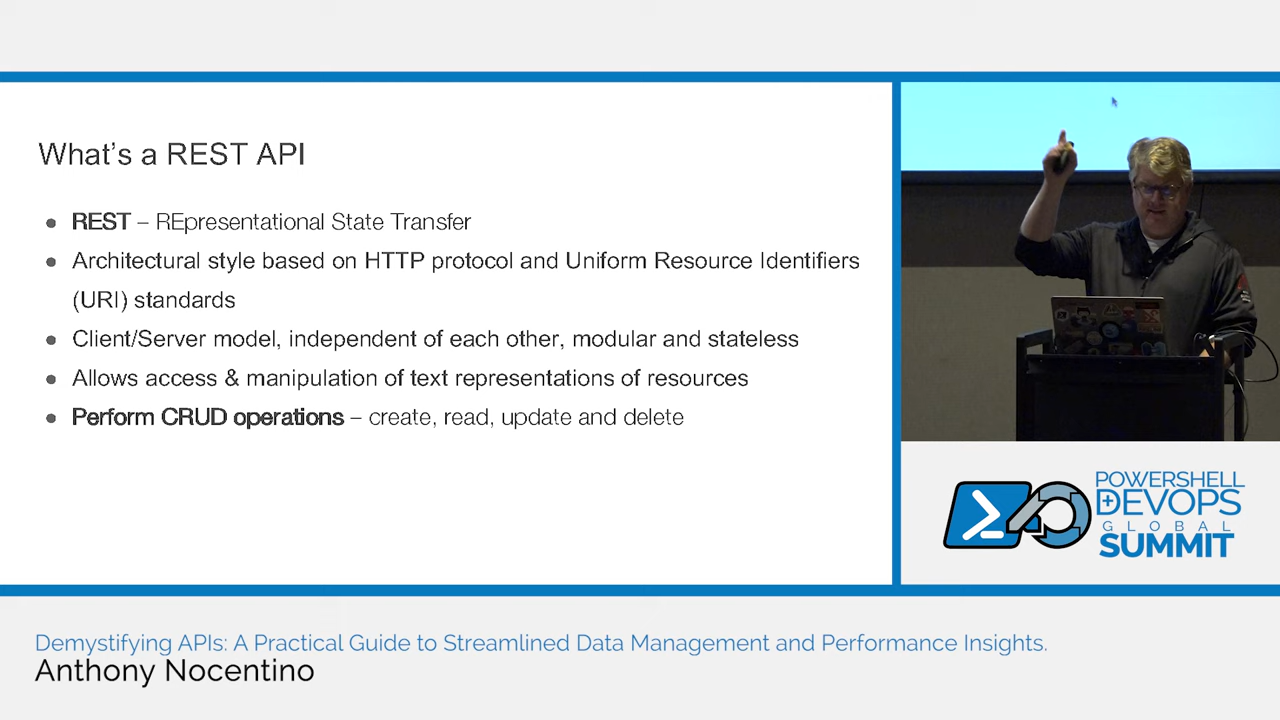 What's a REST API
● REST – REpresentational State Transfer
● Architectural style based on HTTP protocol and Uniform Resource Identifiers
(URI) standards
● Client/Server model, independent of each other, modular and stateless
● Allows access & manipulation of text representations of resources
● Perform CRUD operations – create, read, update and delete
POWERSHELL
+DEVOPS
GLOBAL
SUMMIT
Demystifying APIs: A Practical Guide to Streamlined Data Management and Performance Insights.
Anthony Nocentino